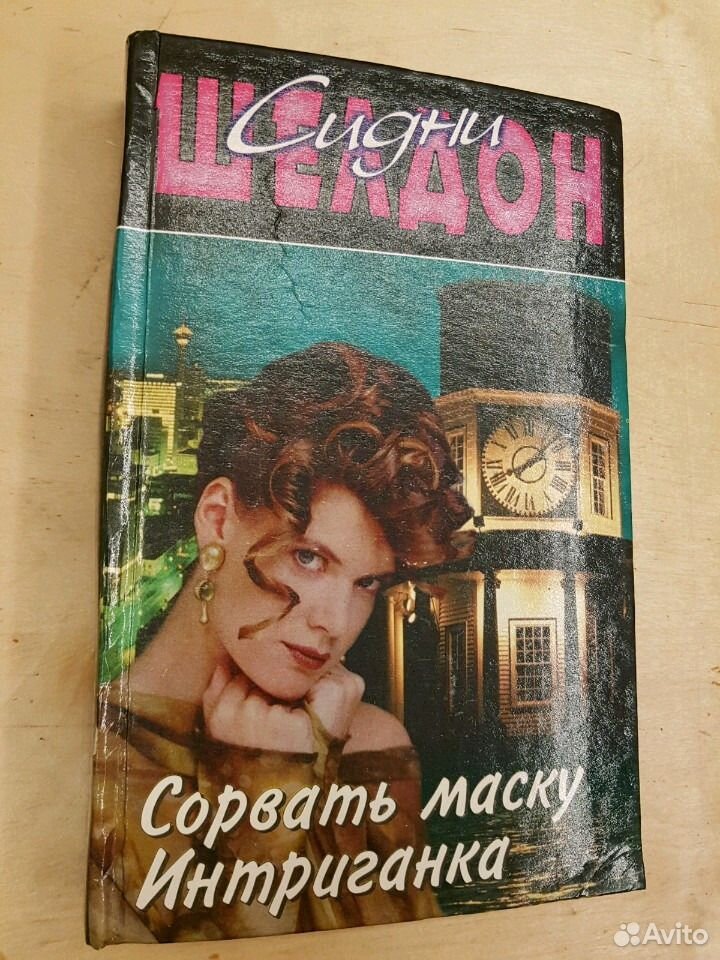 Сидни
ШЕЛДОН
Сорвать маску
Интриганка
Avito